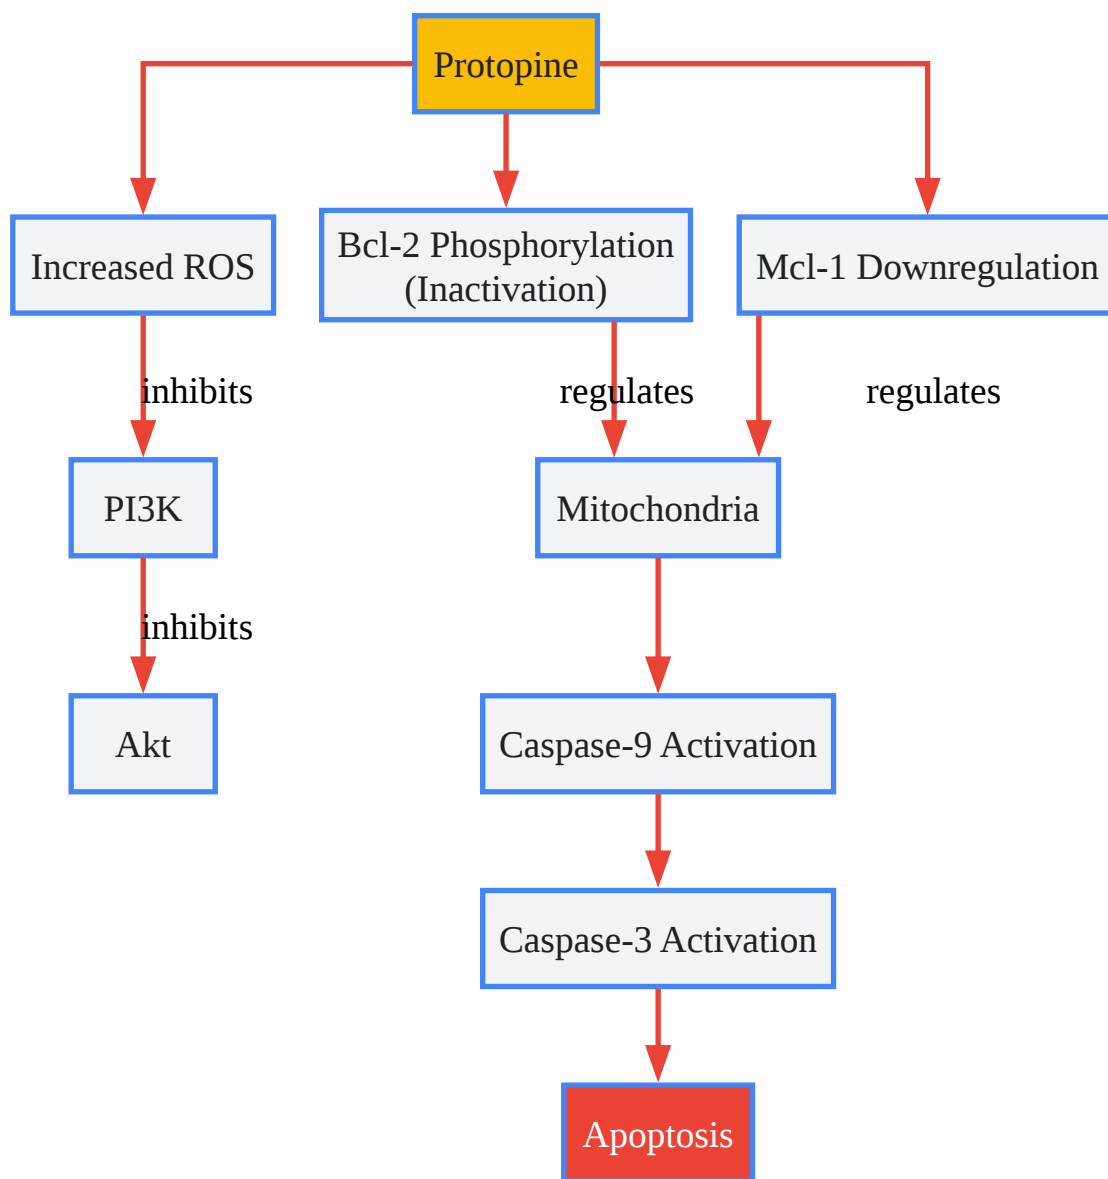 Protopine
Increased ROS
Bcl-2 Phosphorylation
(Inactivation)
Mcl-1 Downregulation
inhibits
regulates
regulates
PI3K
Mitochondria
inhibits
Akt
Caspase-9 Activation
Caspase-3 Activation
Apoptosis